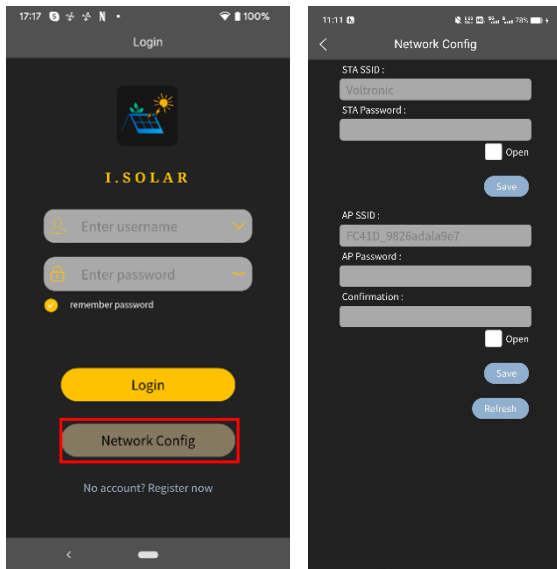 17:17
100%
Login
I.SOLAR
Enter username
Enter password
remember password
Login
Network Config
No account? Register now
11:11
78%
Network Config
STA SSID :
Voltronic
STA Password :
Open
Save
AP SSID :
FC41D_9826adala9e7
AP Password :
Confirmation :
Open
Save
Refresh